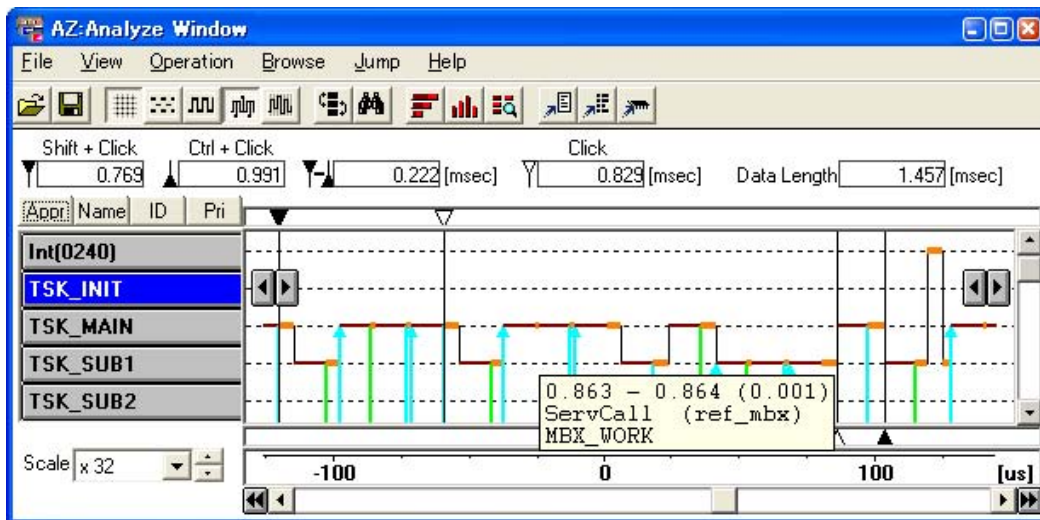 AZ:Analyze Window
File View Operation Browse Jump Help
Shift + Click Ctrl + Click Click
0.769 0.991 0.222 [msec] 0.829 [msec] Data Length 1.457 [msec]
Appr Name ID Pri
Int(0240)
TSK_INIT
TSK_MAIN
TSK_SUB1
TSK_SUB2
0.863 - 0.864 (0.001)
ServCall (ref_mbx)
MBX_WORK
Scale x 32
-100 0 100 [us]